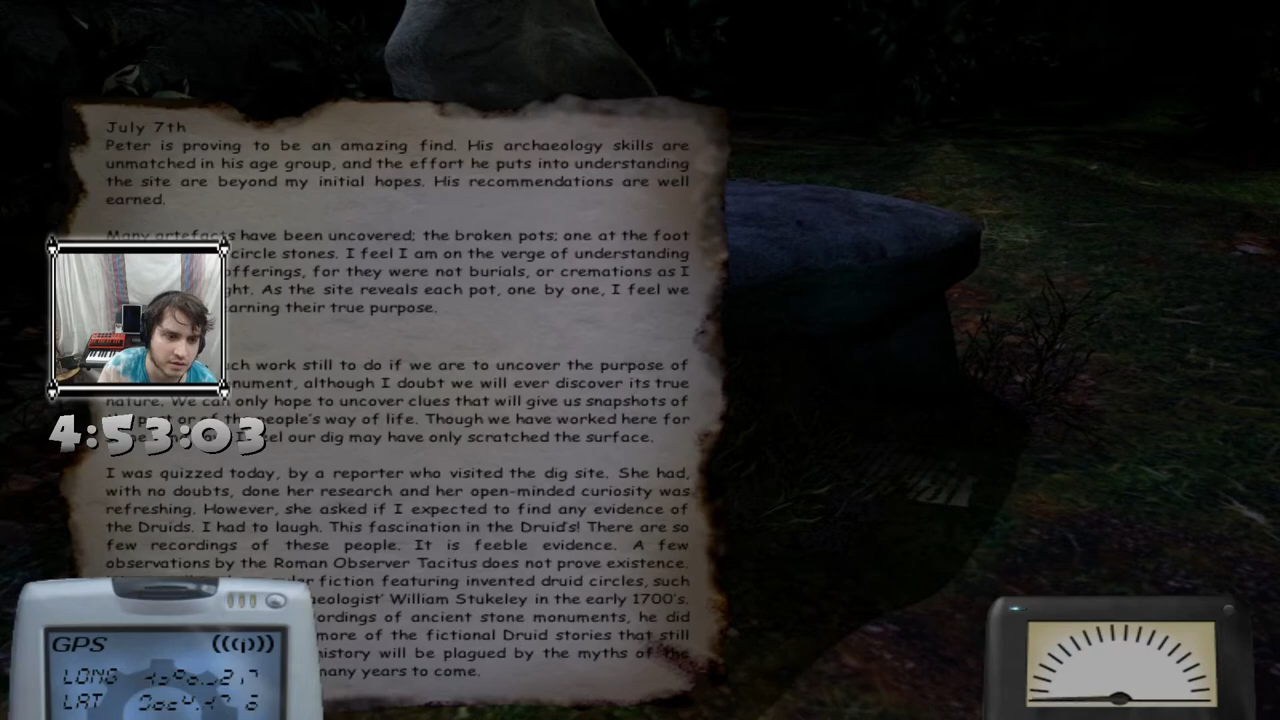 July 7th
Peter is proving to be an amazing find. His archaeology skills are
unmatched in his age group, and the effort he puts into understanding
the site are beyond my initial hopes. His recommendations are well
earned.
Many artefacts have been uncovered; the broken pots; one at the foot
circle stones. I feel I am on the verge of understanding
offerings, for they were not burials, or cremations as I
As the site reveals each pot, one by one, I feel we
their true purpose.
work still to do if we are to uncover the purpose of
although I doubt we will ever discover its true
nature. We can only hope to uncover clues that will give us snapshots of
people's way of life. Though we have worked here for
4:53:03
our dig may have only scratched the surface.
I was quizzed today, by a reporter who visited the dig site. She had,
with no doubts, done her research and her open-minded curiosity was
refreshing. However, she asked if I expected to find any evidence of
the Druids. I had to laugh. This fascination in the Druids! There are so
few recordings of these people. It is feeble evidence. A few
observations by the Roman Observer Tacitus does not prove existence.
fiction featuring invented druid circles, such
William Stukeley in the early 1700's.
of ancient stone monuments, he did
more of the fictional Druid stories that still
will be plagued by the myths of the
many years to come.
GPS
LONG
LAT